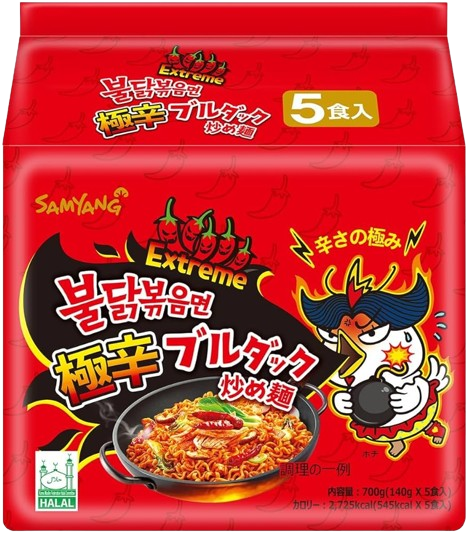 Extreme
불닭볶음면
極辛ブルダック
炒め麺
5食入
SAMYANG
Extreme
辛さの極み
불닭볶음면
極辛ブルダック
炒め麺
ホチ
調理の一例
HALAL
内容量：700g(140g X 5食入)
カロリー：2,725kcal(545kcal X 5食入)